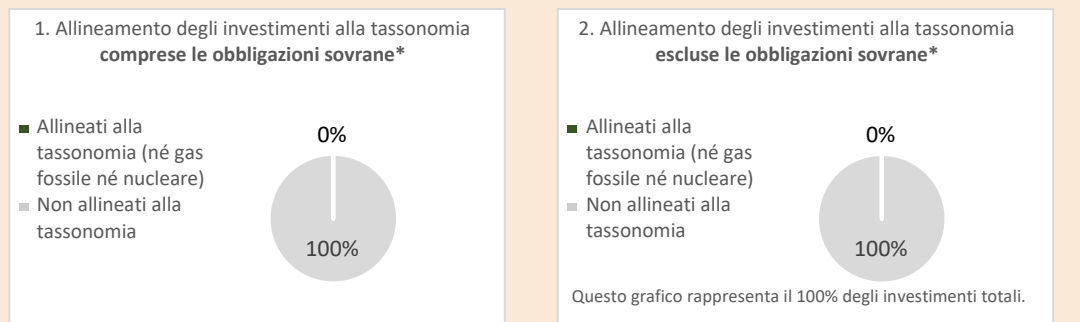 1. Allineamento degli investimenti alla tassonomia
comprese le obbligazioni sovrane*
Allineati alla
tassonomia (né gas
fossile né nucleare)
Non allineati alla
tassonomia
0%
100%
2. Allineamento degli investimenti alla tassonomia
escluse le obbligazioni sovrane*
Allineati alla
tassonomia (né gas
fossile né nucleare)
Non allineati alla
tassonomia
0%
100%
Questo grafico rappresenta il 100% degli investimenti totali.